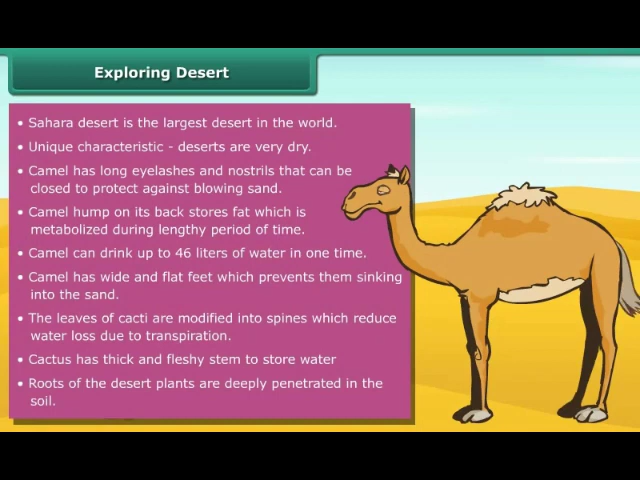 Exploring Desert
• Sahara desert is the largest desert in the world.
• Unique characteristic - deserts are very dry.
• Camel has long eyelashes and nostrils that can be
closed to protect against blowing sand.
• Camel hump on its back stores fat which is
metabolized during lengthy period of time.
• Camel can drink up to 46 liters of water in one time.
• Camel has wide and flat feet which prevents them sinking
into the sand.
• The leaves of cacti are modified into spines which reduce
water loss due to transpiration.
• Cactus has thick and fleshy stem to store water
• Roots of the desert plants are deeply penetrated in the
soil.